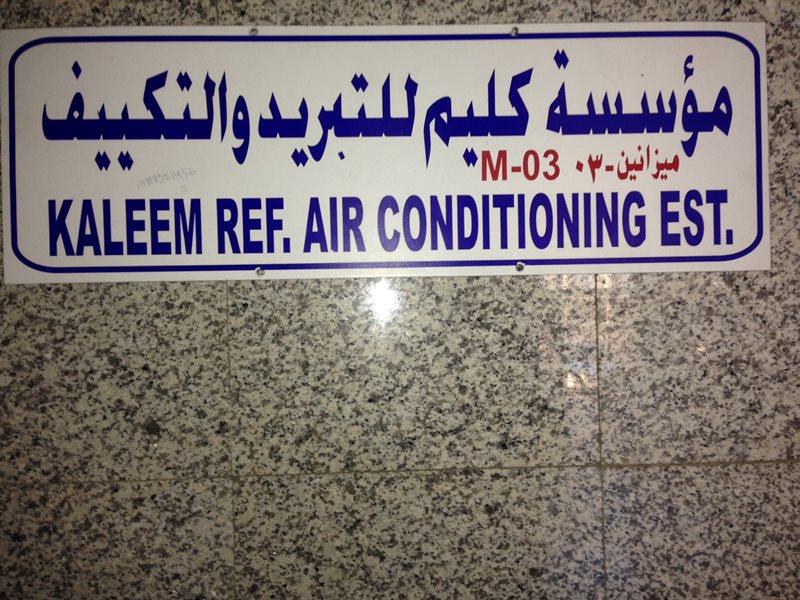 مؤسسة كليم للتبريد والتكييف
M-03 ميزانين-٠٣
KALEEM REF. AIR CONDITIONING EST.